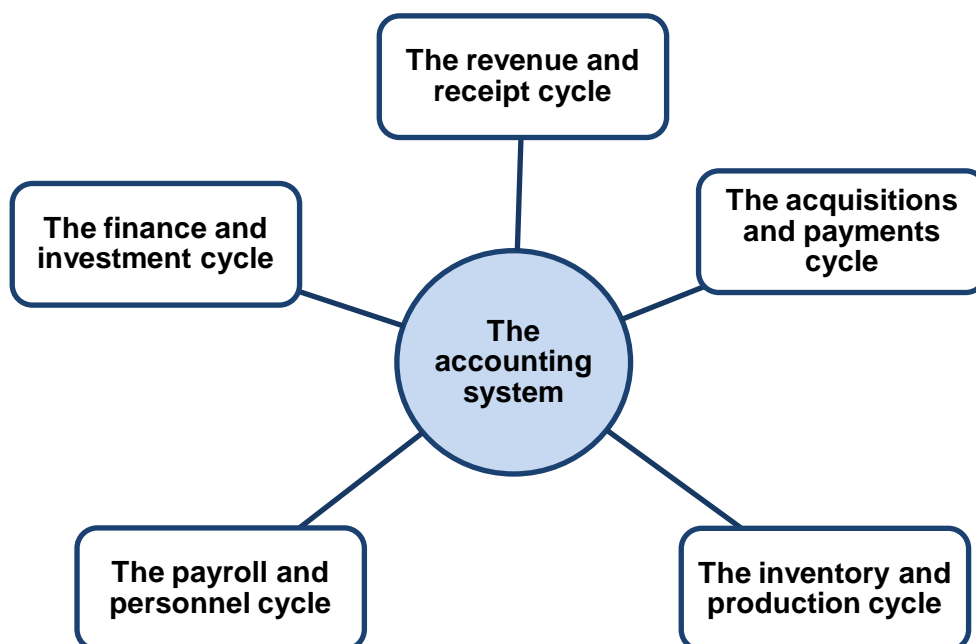 The revenue and
receipt cycle
The finance and
investment cycle
The acquisitions
and payments
cycle
The
accounting
system
The payroll and
personnel cycle
The inventory and
production cycle